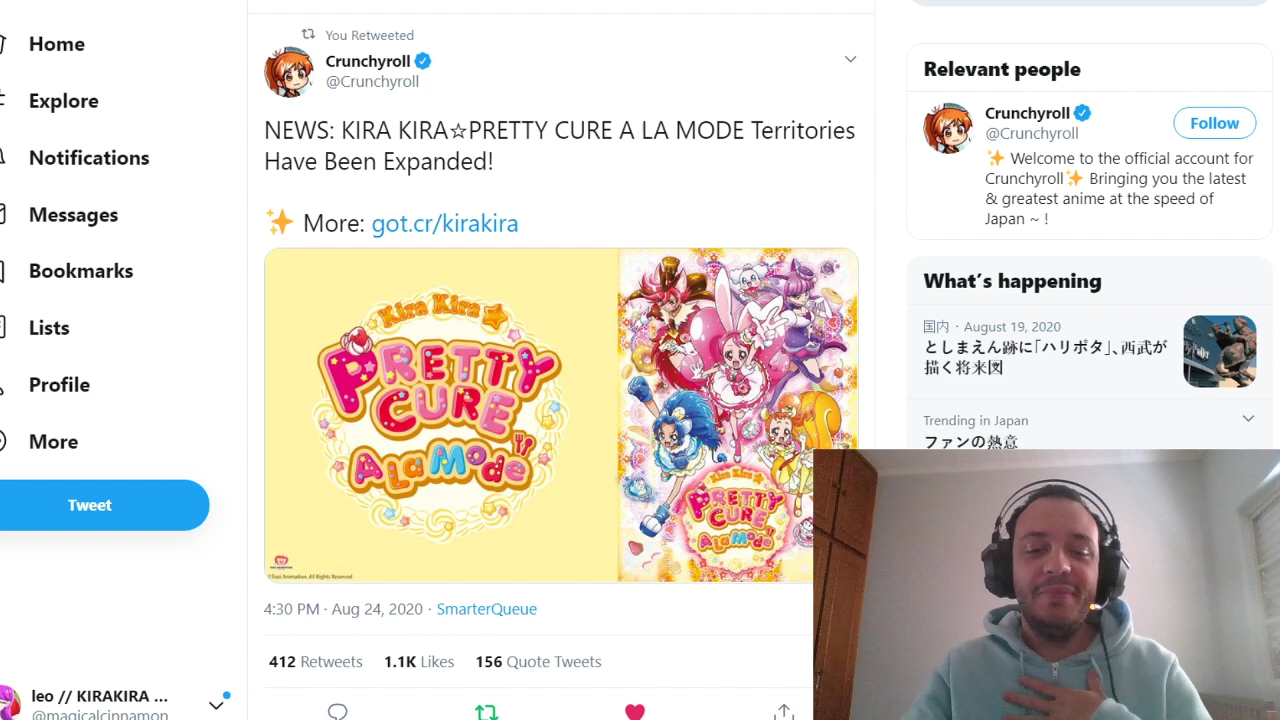 Home
Explore
Notifications
Messages
Bookmarks
Lists
Profile
More
Tweet
leo // KIRAKIRA ...
@magicalcinnamon
You Retweeted
Crunchyroll
@Crunchyroll
NEWS: KIRA KIRA☆PRETTY CURE A LA MODE Territories
Have Been Expanded!
✨ More: got.cr/kirakira
Kira Kira
PRETTY
CURE
A La Mode
©Toei Animation. All Rights Reserved
Kira Kira
PRETTY
CURE
A La Mode
4:30 PM · Aug 24, 2020 · SmarterQueue
412 Retweets 1.1K Likes 156 Quote Tweets
Relevant people
Crunchyroll
@Crunchyroll
Follow
✨ Welcome to the official account for
Crunchyroll✨ Bringing you the latest
& greatest anime at the speed of
Japan ~ !
What's happening
国内 · August 19, 2020
としまえん跡に「ハリポタ」、西武が
描く将来図
Trending in Japan
ファンの熱意